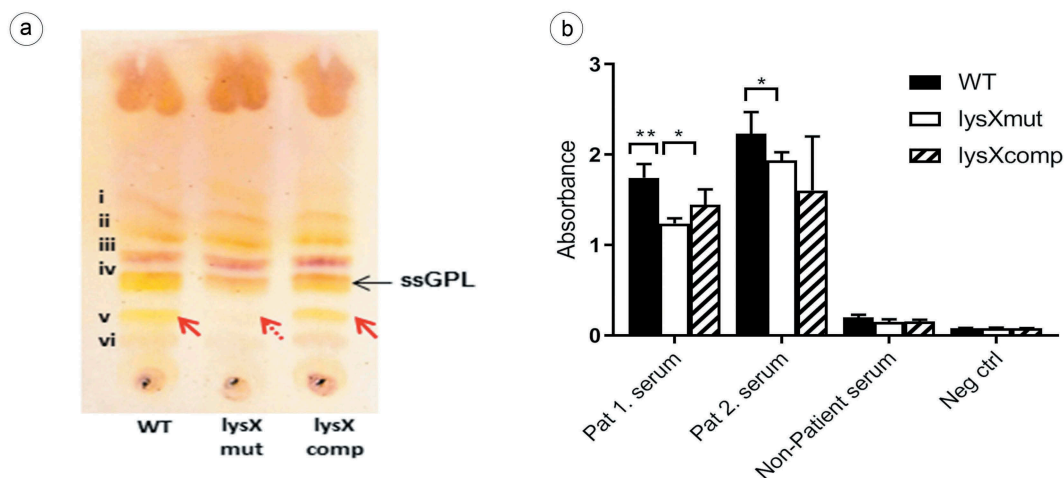 a
i
ii
iii
iv
v
vi
ssGPL
WT
lysX
mut
lysX
comp
b
Absorbance
3
2
1
0
**
*
*
WT
lysXmut
lysXcomp
Pat 1. serum
Pat 2. serum
Non-Patient serum
Neg ctrl